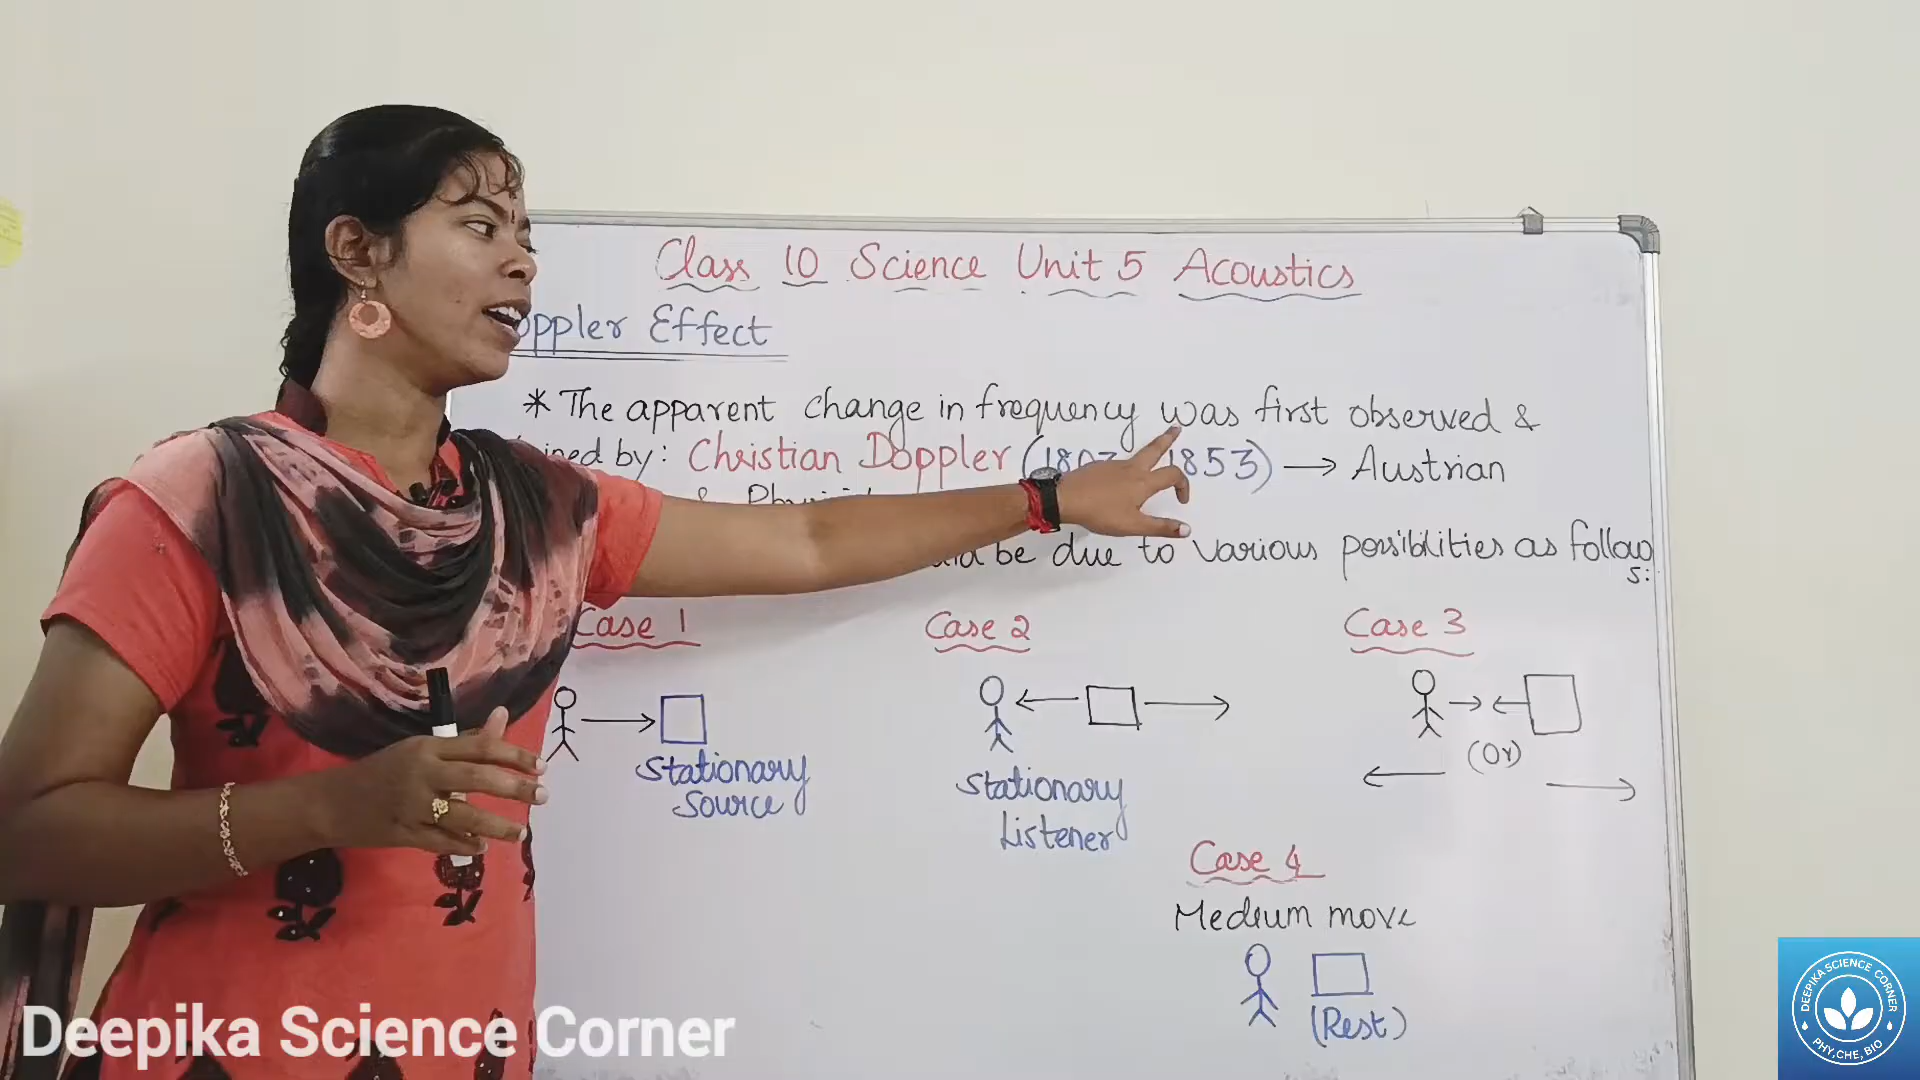 Class 10 Science Unit 5 Acoustics
oppler Effect
* The apparent change in frequency was first observed &
ined by: Christian Doppler (1803 1853) → Austrian
&
be due to various possibilities as follow
s:
Case 1
Case 2
Case 3
Stationary
Source
Stationary
Listener
(Or)
Case 4
Medium move
(Rest)
Deepika Science Corner
DEEPIKA SCIENCE CORNER
PHY,CHE, BIO